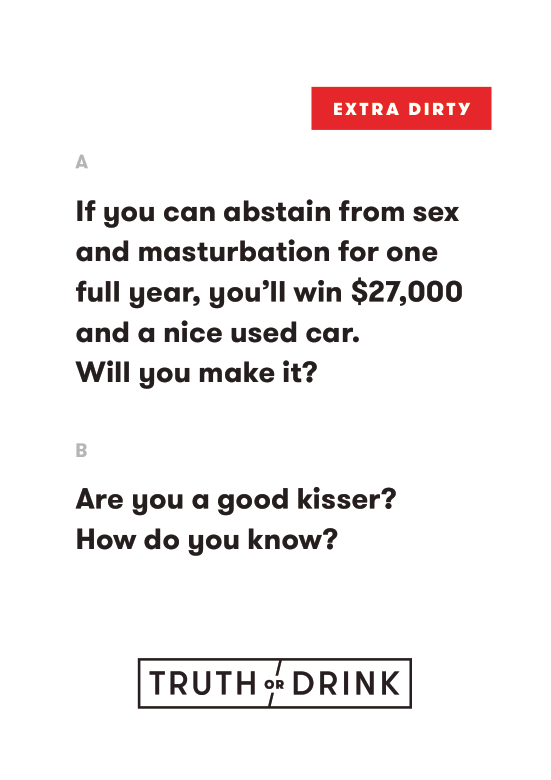 EXTRA DIRTY
A
If you can abstain from sex
and masturbation for one
full year, you’ll win $27,000
and a nice used car.
Will you make it?
B
Are you a good kisser?
How do you know?
TRUTH OR DRINK